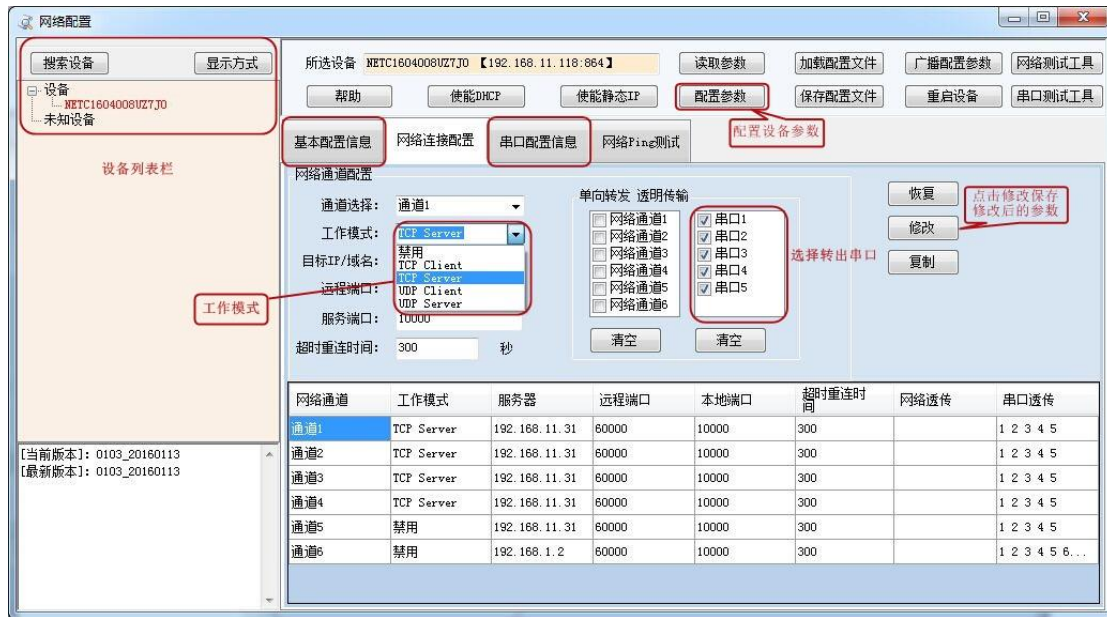 网络配置
搜索设备 显示方式
设备
NETC1604008UZ7J0
未知设备
设备列表栏
[当前版本]: 0103_20160113
[最新版本]: 0103_20160113
所选设备 NETC1604008UZ7J0 【192.168.11.118:864】 读取参数 加载配置文件 广播配置参数 网络测试工具
帮助 使能DHCP 使能静态IP 配置参数 保存配置文件 重启设备 串口测试工具
配置设备参数
基本配置信息 网络连接配置 串口配置信息 网络Ping测试
网络通道配置
单向转发 透明传输
通道选择: 通道1
工作模式: TCP Server
目标IP/域名:
远程端口:
服务端口: 10000
超时重连时间: 300 秒
禁用
TCP Client
TCP Server
UDP Client
UDP Server
工作模式
网络通道1
网络通道2
网络通道3
网络通道4
网络通道5
网络通道6
清空
串口1
串口2
串口3
串口4
串口5
清空
选择转出串口
恢复
修改
复制
点击修改保存
修改后的参数
网络通道 工作模式 服务器 远程端口 本地端口 超时重连时间 网络透传 串口透传
通道1 TCP Server 192.168.11.31 60000 10000 300 1 2 3 4 5
通道2 TCP Server 192.168.11.31 60000 10000 300 1 2 3 4 5
通道3 TCP Server 192.168.11.31 60000 10000 300 1 2 3 4 5
通道4 TCP Server 192.168.11.31 60000 10000 300 1 2 3 4 5
通道5 禁用 192.168.11.31 60000 10000 300 1 2 3 4 5
通道6 禁用 192.168.1.2 60000 10000 300 1 2 3 4 5 6...